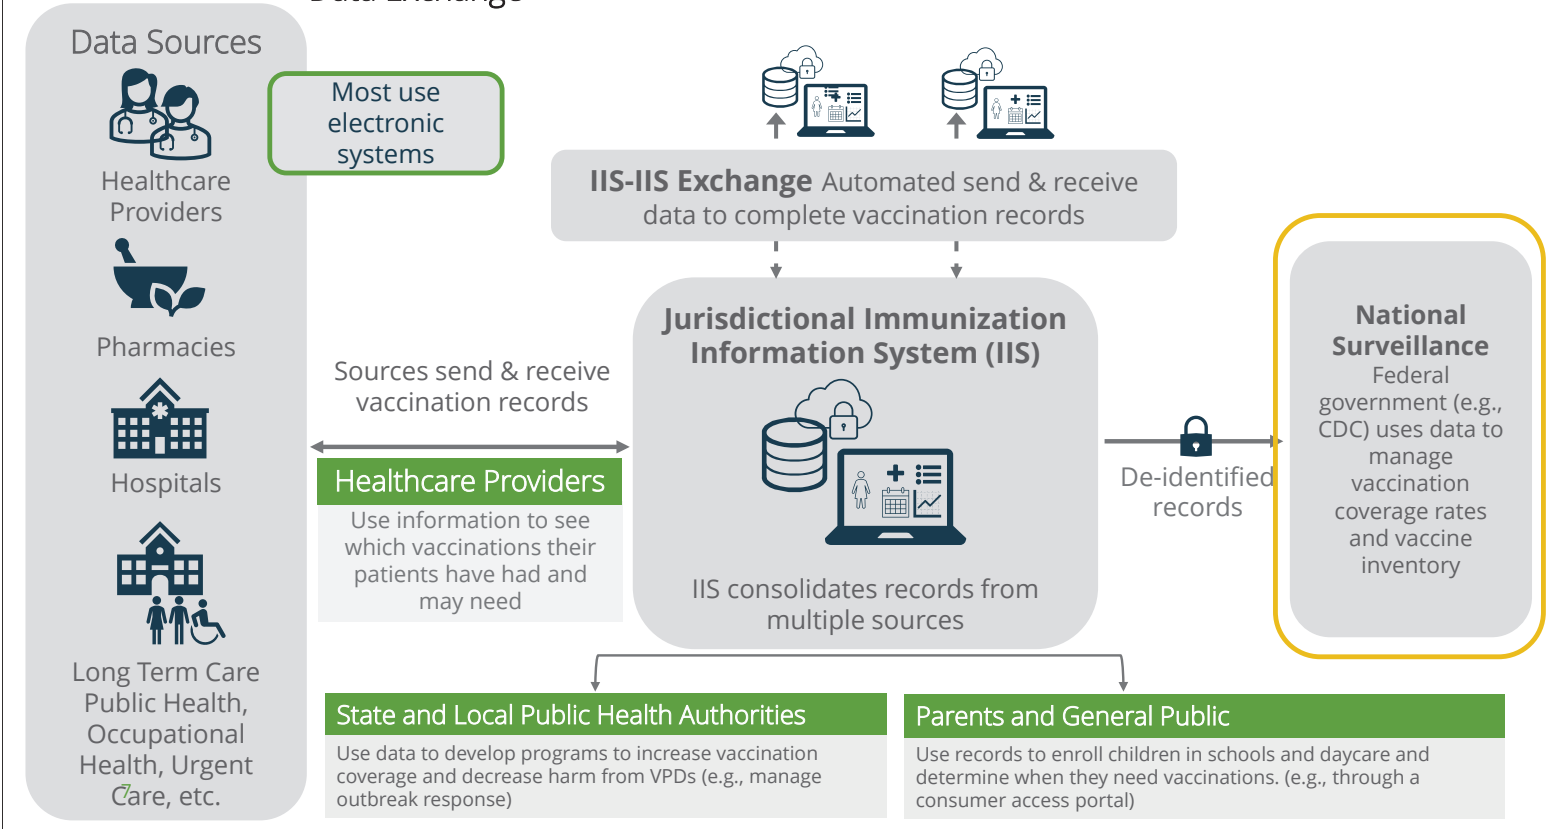 Data Exchange
Data Sources
Healthcare
Providers
Pharmacies
Hospitals
Long Term Care
Public Health,
Occupational
Health, Urgent
Care, etc.
7
Most use
electronic
systems
IIS-IIS Exchange Automated send & receive
data to complete vaccination records
Sources send & receive
vaccination records
Healthcare Providers
Use information to see
which vaccinations their
patients have had and
may need
Jurisdictional Immunization
Information System (IIS)
IIS consolidates records from
multiple sources
De-identified
records
National
Surveillance
Federal
government (e.g.,
CDC) uses data to
manage
vaccination
coverage rates
and vaccine
inventory
State and Local Public Health Authorities
Use data to develop programs to increase vaccination
coverage and decrease harm from VPDs (e.g., manage
outbreak response)
Parents and General Public
Use records to enroll children in schools and daycare and
determine when they need vaccinations. (e.g., through a
consumer access portal)